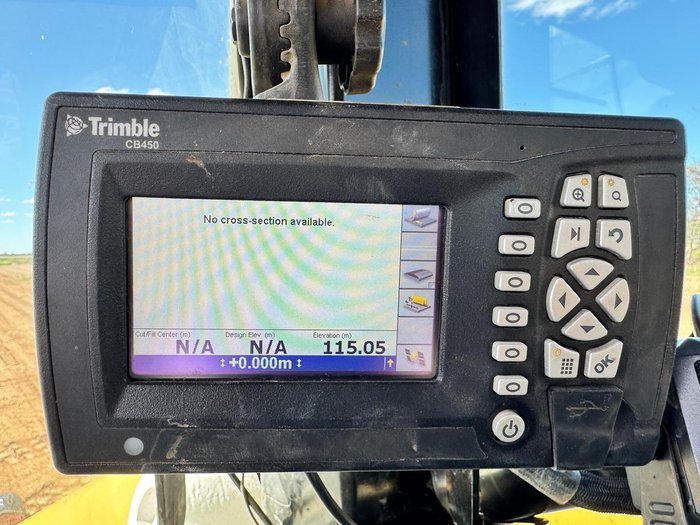 Trimble
CB450
No cross-section available.
Cut/Fill Center (m) Design Elev. (m) Elevation (m)
N/A N/A 115.05
+0.000m
OK